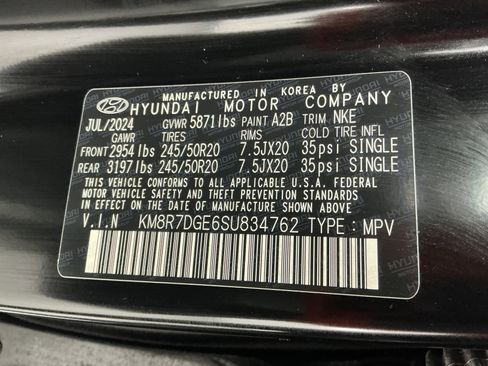 MANUFACTURED IN KOREA BY
HYUNDAI MOTOR COMPANY
JUL/2024 GVWR 5871lbs PAINT A2B TRIM NKE
GAWR TIRES RIMS COLD TIRE INFL
FRONT 2954lbs 245/50R20 7.5JX20 35psi SINGLE
REAR 3197lbs 245/50R20 7.5JX20 35psi SINGLE
THIS VEHICLE CONFORMS TO ALL APPLICABLE U.S.A. FEDERAL
MOTOR VEHICLE SAFETY STANDARDS IN EFFECT ON THE
DATE OF MANUFACTURE SHOWN ABOVE.
V.I.N KM8R7DGE6SU834762 TYPE : MPV